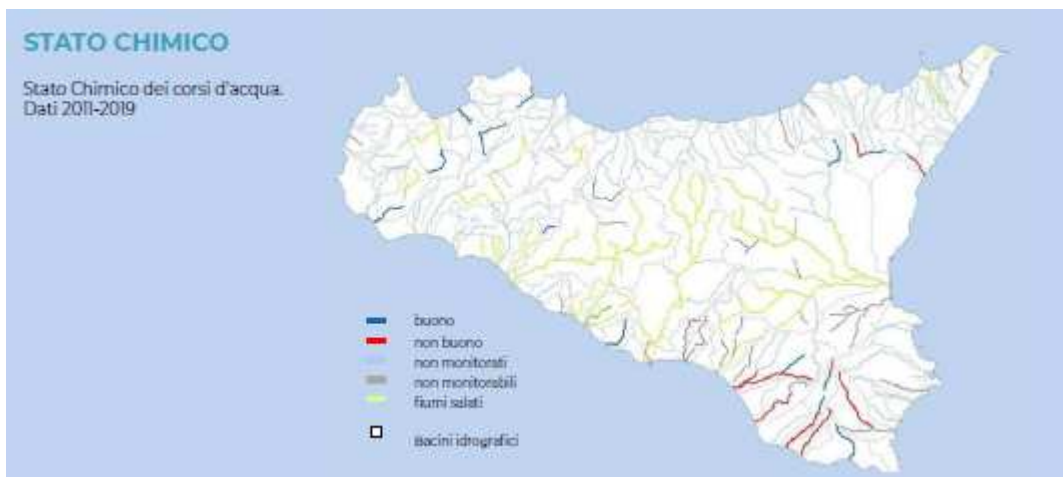 STATO CHIMICO
Stato Chimico dei corsi d'acqua.
Dati 2011-2019
buono
non buono
non monitorati
non monitorabili
fiumi salati
Bacini idrografici